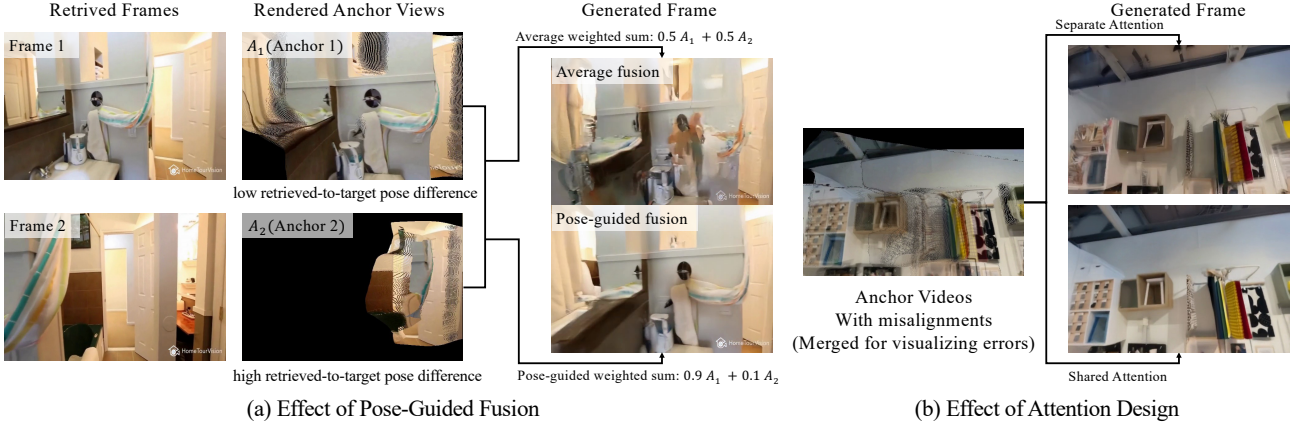 Retrived Frames
Rendered Anchor Views
Generated Frame
Frame 1
A1 (Anchor 1)
Average weighted sum: 0.5 A1 + 0.5 A2
Average fusion
HomeTourVision
HomeTourVision
low retrieved-to-target pose difference
Frame 2
A2 (Anchor 2)
Pose-guided fusion
HomeTourVision
HomeTourVision
high retrieved-to-target pose difference
Pose-guided weighted sum: 0.9 A1 + 0.1 A2
(a) Effect of Pose-Guided Fusion
Generated Frame
Separate Attention
Anchor Videos
With misalignments
(Merged for visualizing errors)
Shared Attention
(b) Effect of Attention Design